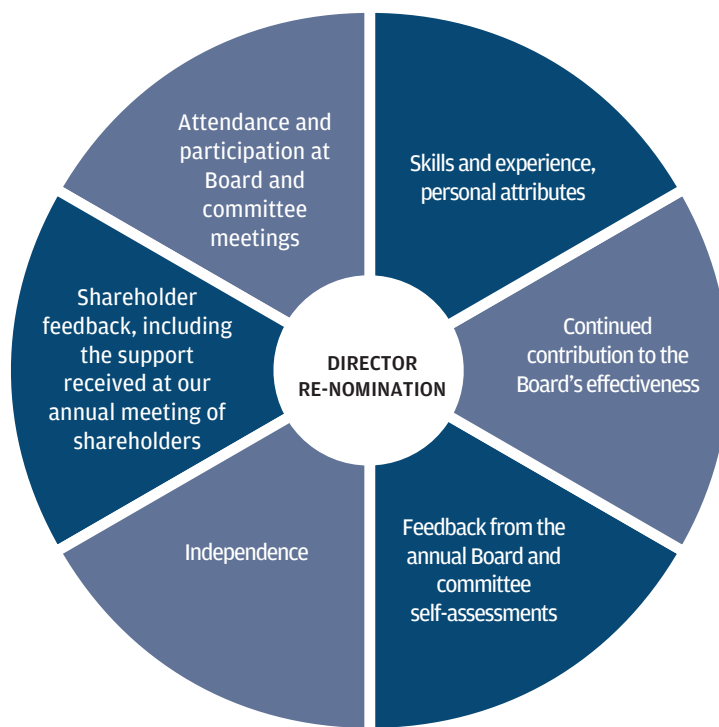 Attendance and
participation at
Board and
committee
meetings
Skills and experience,
personal attributes
Shareholder
feedback, including
the support
received at our
annual meeting of
shareholders
DIRECTOR
RE-NOMINATION
Continued
contribution to the
Board’s effectiveness
Independence
Feedback from the
annual Board and
committee
self-assessments